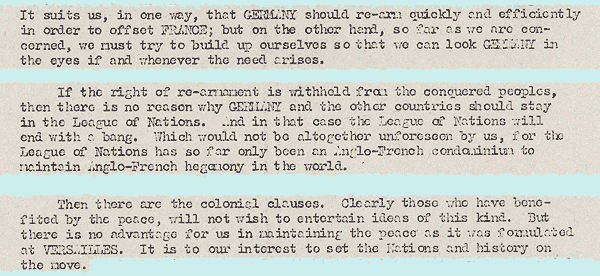 It suits us, in one way, that GERMANY should re-arm quickly and efficiently
in order to offset FRANCE; but on the other hand, so far as we are con-
cerned, we must try to build up ourselves so that we can look GERMANY in
the eyes if and whenever the need arises.
If the right of re-armament is withheld from the conquered peoples,
then there is no reason why GERMANY and the other countries should stay
in the League of Nations. And in that case the League of Nations will
end with a bang. Which would not be altogether unforeseen by us, for the
League of Nations has so far only been an Anglo-French condominium to
maintain Anglo-French hegemony in the world.
Then there are the colonial clauses. Clearly those who have bene-
fited by the peace, will not wish to entertain ideas of this kind. But
there is no advantage for us in maintaining the peace as it was formulated
at VERSAILLES. It is to our interest to set the Nations and history on
the move.